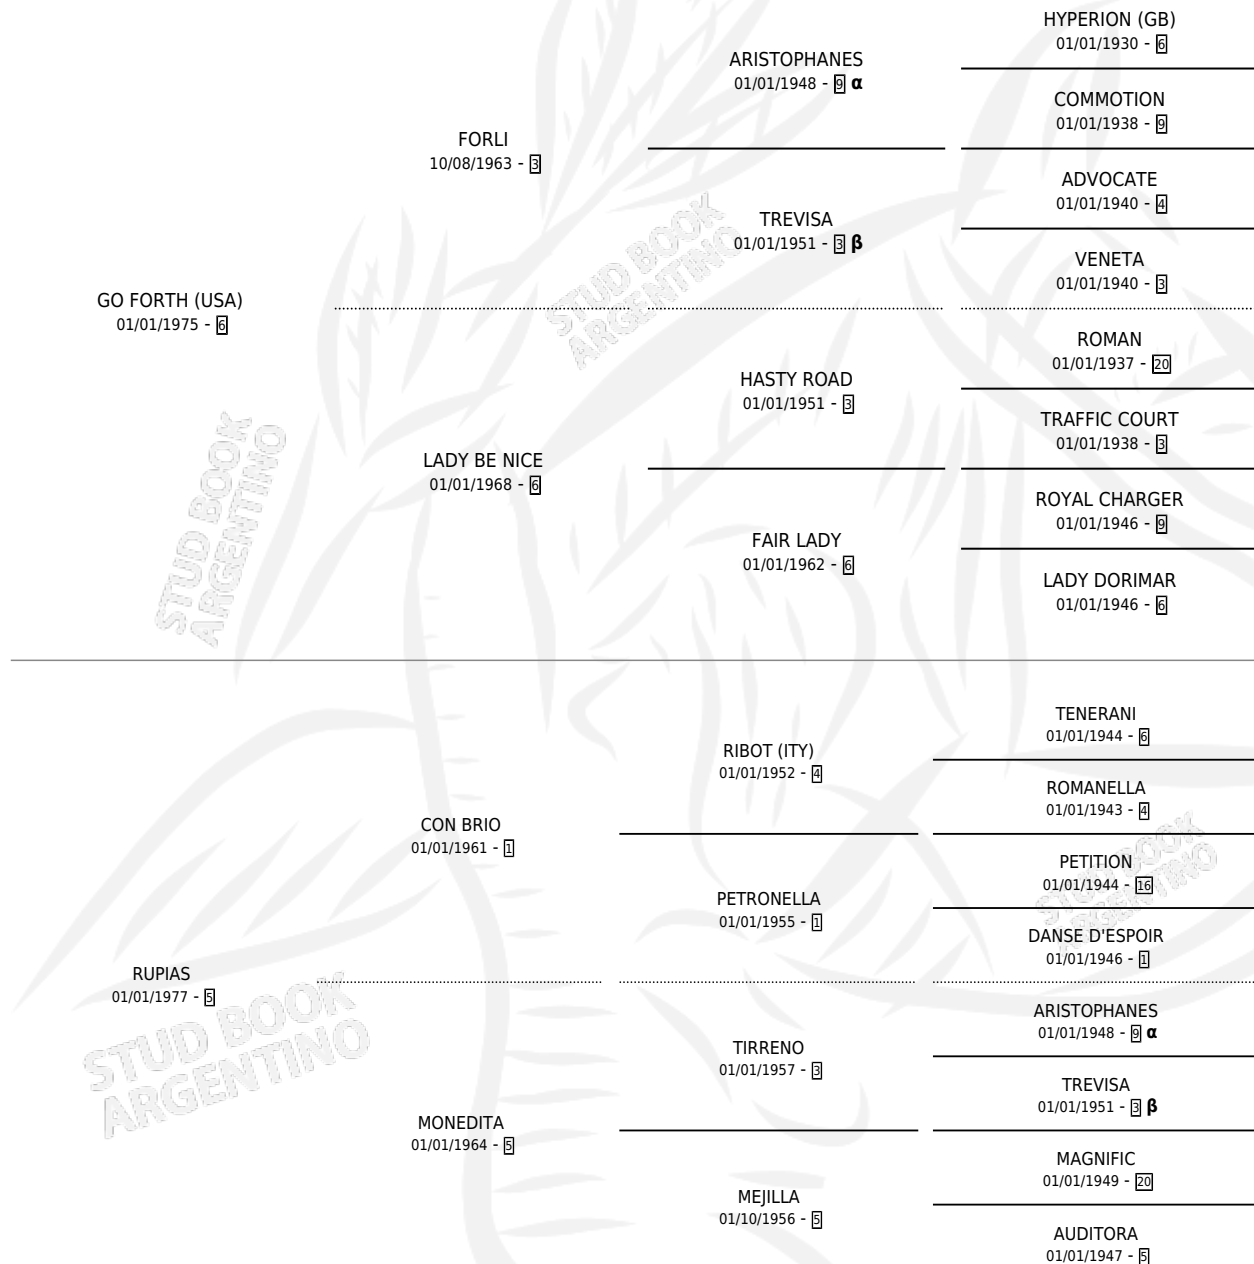 HYPERION (GB)
01/01/1930 - 6
ARISTOPHANES
01/01/1948 - 9 α
COMMOTION
01/01/1938 - 9
FORLI
10/08/1963 - 3
ADVOCATE
01/01/1940 - 4
TREVISA
01/01/1951 - 3 β
VENETA
01/01/1940 - 3
GO FORTH (USA)
01/01/1975 - 6
ROMAN
01/01/1937 - 20
HASTY ROAD
01/01/1951 - 3
TRAFFIC COURT
01/01/1938 - 3
LADY BE NICE
01/01/1968 - 6
ROYAL CHARGER
01/01/1946 - 9
FAIR LADY
01/01/1962 - 6
LADY DORIMAR
01/01/1946 - 6
TENERANI
01/01/1944 - 6
RIBOT (ITY)
01/01/1952 - 4
ROMANELLA
01/01/1943 - 4
CON BRIO
01/01/1961 - 1
PETITION
01/01/1944 - 16
PETRONELLA
01/01/1955 - 1
DANSE D'ESPOIR
01/01/1946 - 1
RUPIAS
01/01/1977 - 5
ARISTOPHANES
01/01/1948 - 9 α
TIRRENO
01/01/1957 - 3
TREVISA
01/01/1951 - 3 β
MONEDITA
01/01/1964 - 5
MAGNIFIC
01/01/1949 - 20
MEJILLA
01/10/1956 - 5
AUDITORA
01/01/1947 - 5
STUD BOOK
ARGENTINO
STUD BOOK
ARGENTINO
STUD BOOK
ARGENTINO
STUD BOOK
ARGENTINO